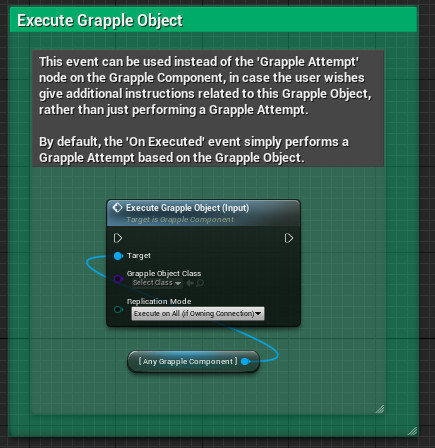 Execute Grapple Object
This event can be used instead of the 'Grapple Attempt'
node on the Grapple Component, in case the user wishes
give additional instructions related to this Grapple Object,
rather than just performing a Grapple Attempt.
By default, the 'On Executed' event simply performs a
Grapple Attempt based on the Grapple Object.
Execute Grapple Object (Input)
Target is Grapple Component
Target
Grapple Object Class
Select Class
Replication Mode
Execute on All (if Owning Connection)
[ Any Grapple Component ]